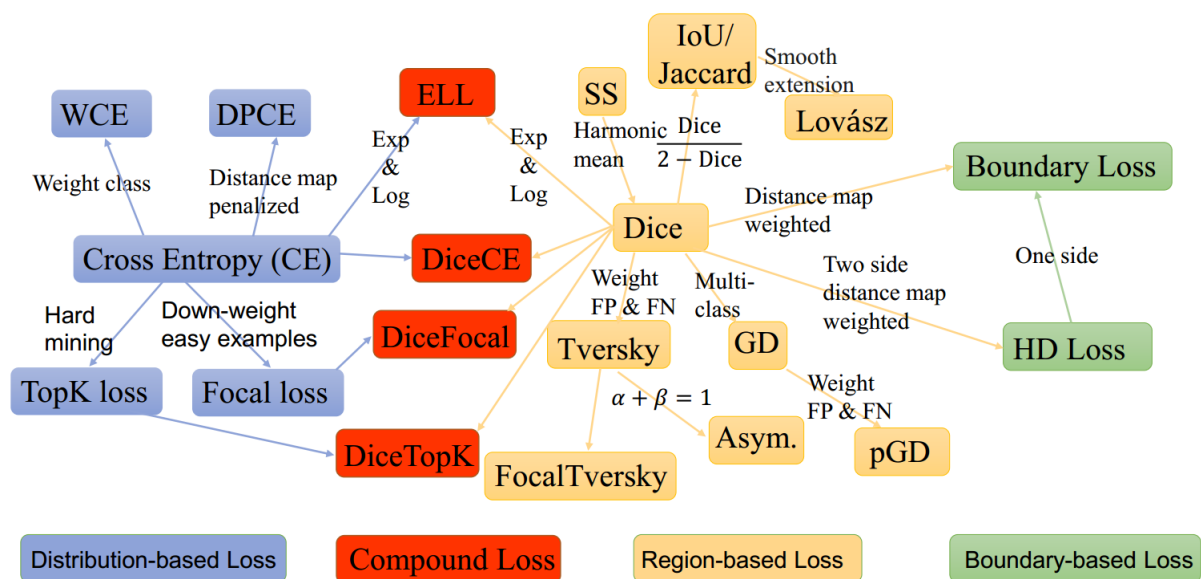 IoU/
Jaccard
Smooth
extension
SS
ELL
WCE
DPCE
Lovász
Harmonic
mean
Dice
2 − Dice
Exp
&
Log
Exp
&
Log
Weight class
Distance map
penalized
Boundary Loss
Distance map
weighted
Dice
Cross Entropy (CE)
DiceCE
One side
Two side
distance map
weighted
Weight
FP & FN
Multi-
class
Hard
mining
Down-weight
easy examples
DiceFocal
Tversky
GD
HD Loss
TopK loss
Focal loss
Weight
FP & FN
α + β = 1
Asym.
pGD
DiceTopK
FocalTversky
Distribution-based Loss
Compound Loss
Region-based Loss
Boundary-based Loss